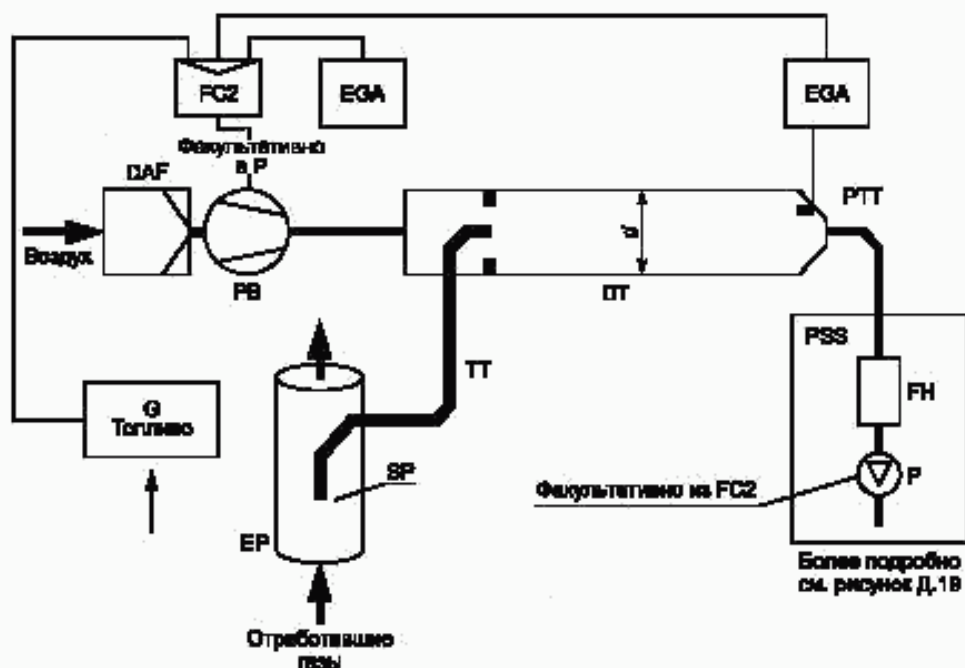 FC2
EGA
EGA
Факультативно
в P
DAF
Воздух
PB
d
DT
PTT
PSS
FH
P
TT
G
Топливо
SP
EP
Факультативно из FC2
Более подробно
см. рисунок Д.19
Отработавшие
газы